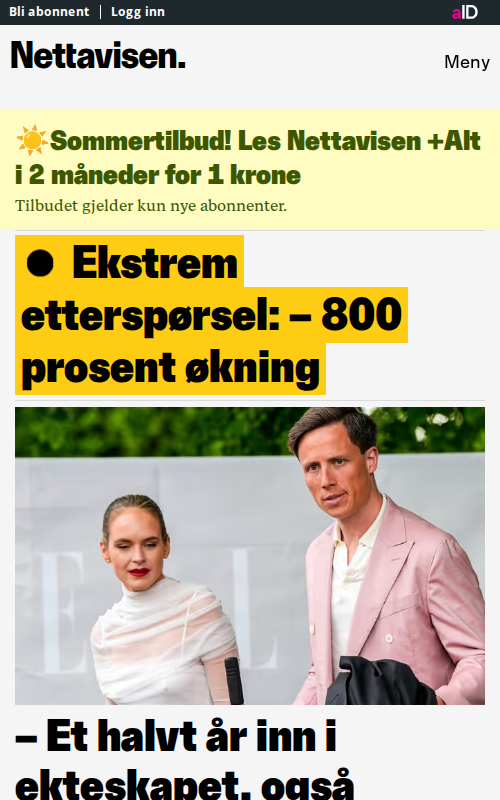 Bli abonnent | Logg inn
aID
Nettavisen.
Meny
☀️Sommertilbud! Les Nettavisen +Alt
i 2 måneder for 1 krone
Tilbudet gjelder kun nye abonnenter.
● Ekstrem
etterspørsel: – 800
prosent økning
– Et halvt år inn i
ekteskapet, også